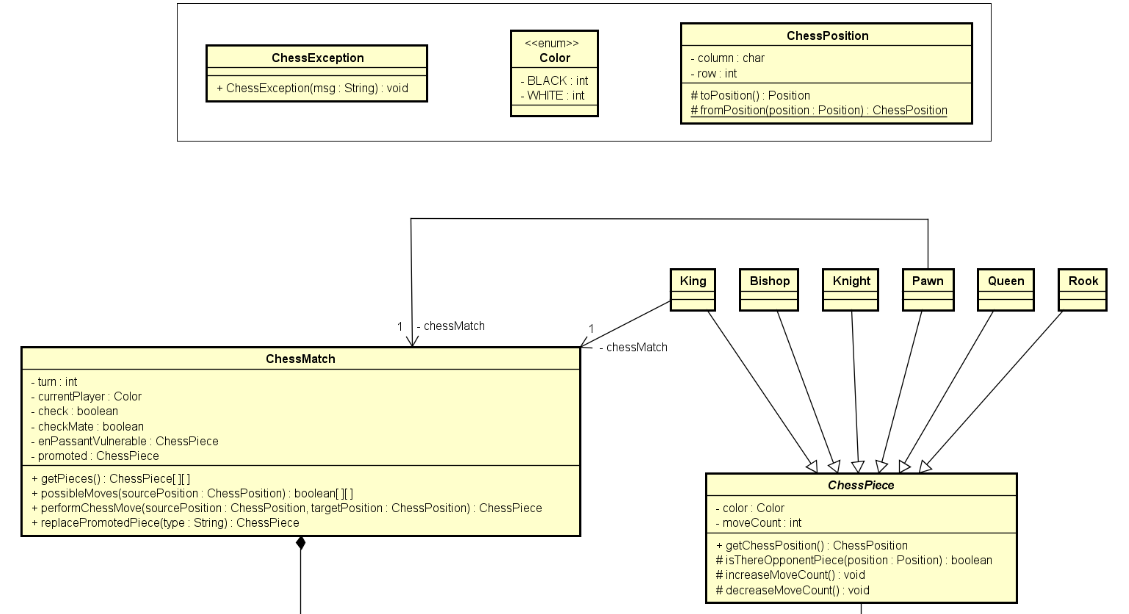 ChessException
+ ChessException(msg : String) : void
<<enum>>
Color
- BLACK : int
- WHITE : int
ChessPosition
- column : char
- row : int
# toPosition() : Position
# fromPosition(position : Position) : ChessPosition
King
Bishop
Knight
Pawn
Queen
Rook
1
- chessMatch
1
- chessMatch
ChessMatch
- turn : int
- currentPlayer : Color
- check : boolean
- checkMate : boolean
- enPassantVulnerable : ChessPiece
- promoted : ChessPiece
+ getPieces() : ChessPiece[ ][ ]
+ possibleMoves(sourcePosition : ChessPosition) : boolean[ ][ ]
+ performChessMove(sourcePosition : ChessPosition, targetPosition : ChessPosition) : ChessPiece
+ replacePromotedPiece(type : String) : ChessPiece
ChessPiece
- color : Color
- moveCount : int
+ getChessPosition() : ChessPosition
# isThereOpponentPiece(position : Position) : boolean
# increaseMoveCount() : void
# decreaseMoveCount() : void